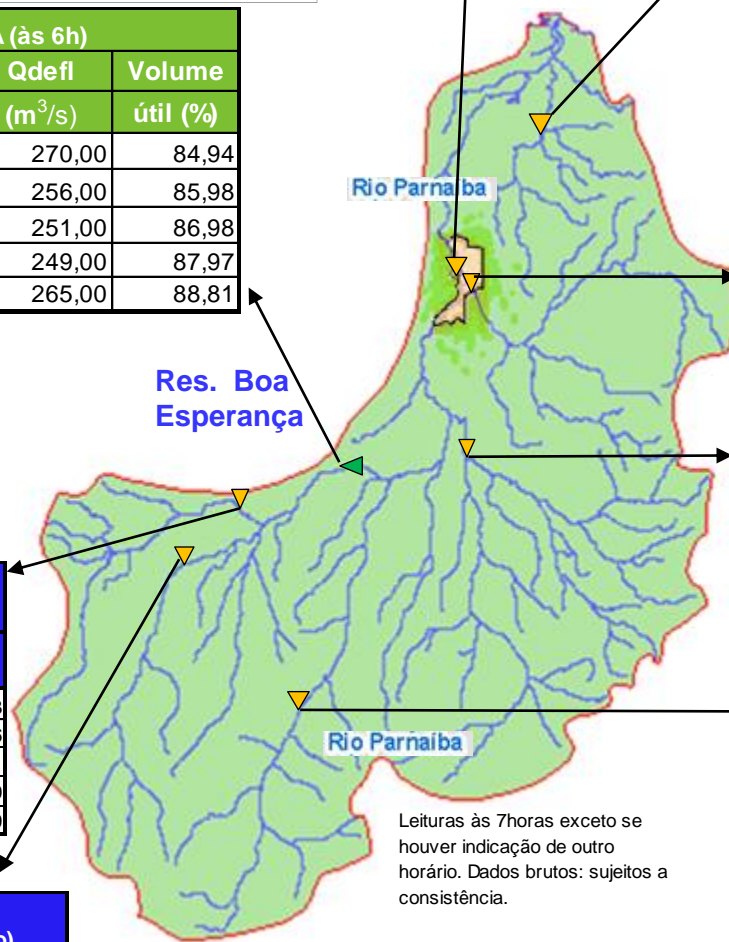 A (às 6h)
Qdefl Volume
(m³/s) útil (%)
270,00 84,94
256,00 85,98
251,00 86,98
249,00 87,97
265,00 88,81
Rio Parnaíba
Res. Boa
Esperança
Rio Parnaíba
Leituras às 7horas exceto se
houver indicação de outro
horário. Dados brutos: sujeitos a
consistência.